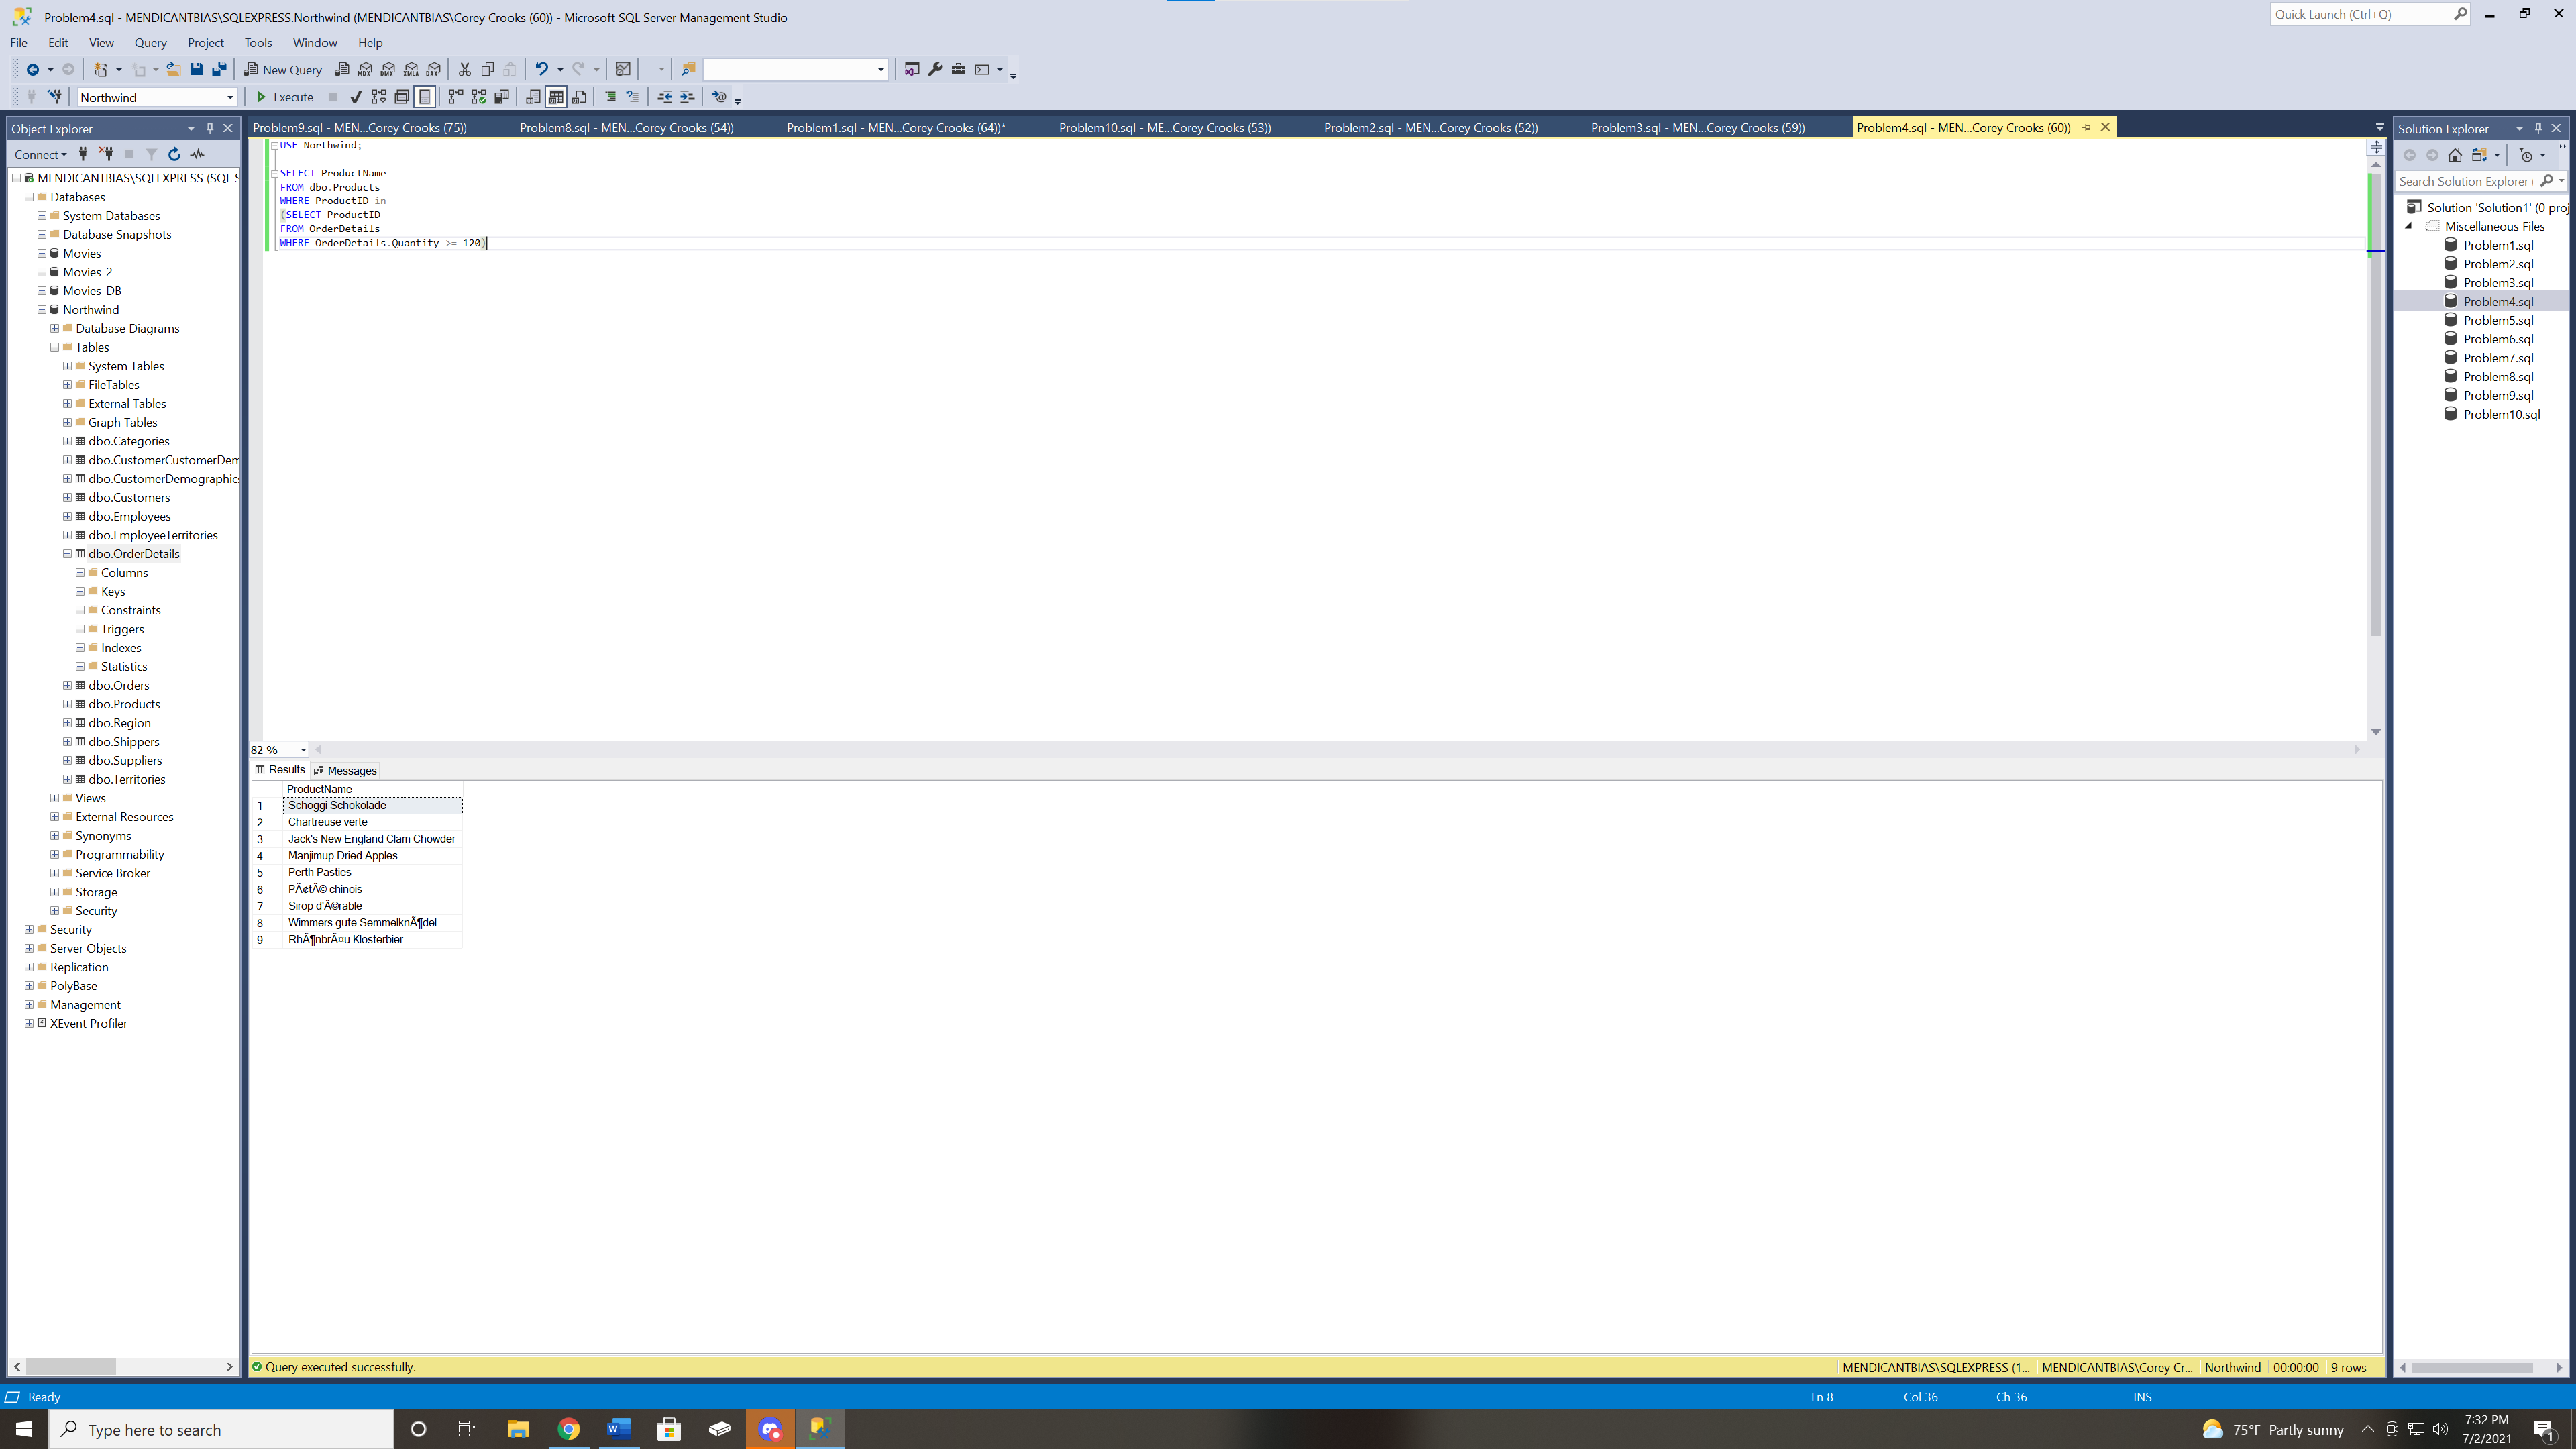 Problem4.sql - MENDICANTBIAS\SQLEXPRESS.Northwind (MENDICANTBIAS\Corey Crooks (60)) - Microsoft SQL Server Management Studio
Quick Launch (Ctrl+Q)
File Edit View Query Project Tools Window Help
New Query MDX DMX XMLA DAX
Northwind Execute
Object Explorer
Connect
MENDICANTBIAS\SQLEXPRESS (SQL S
Databases
System Databases
Database Snapshots
Movies
Movies_2
Movies_DB
Northwind
Database Diagrams
Tables
System Tables
FileTables
External Tables
Graph Tables
dbo.Categories
dbo.CustomerCustomerDem
dbo.CustomerDemographics
dbo.Customers
dbo.Employees
dbo.EmployeeTerritories
dbo.OrderDetails
Columns
Keys
Constraints
Triggers
Indexes
Statistics
dbo.Orders
dbo.Products
dbo.Region
dbo.Shippers
dbo.Suppliers
dbo.Territories
Views
External Resources
Synonyms
Programmability
Service Broker
Storage
Security
Security
Server Objects
Replication
PolyBase
Management
XEvent Profiler
Problem9.sql - MEN...Corey Crooks (75)) Problem8.sql - MEN...Corey Crooks (54)) Problem1.sql - MEN...Corey Crooks (64))* Problem10.sql - ME...Corey Crooks (53)) Problem2.sql - MEN...Corey Crooks (52)) Problem3.sql - MEN...Corey Crooks (59)) Problem4.sql - MEN...Corey Crooks (60))
USE Northwind;
SELECT ProductName
FROM dbo.Products
WHERE ProductID in
(SELECT ProductID
FROM OrderDetails
WHERE OrderDetails.Quantity >= 120)
82 %
Results Messages
ProductName
1 Schoggi Schokolade
2 Chartreuse verte
3 Jack's New England Clam Chowder
4 Manjimup Dried Apples
5 Perth Pasties
6 PÃ¢tÃ© chinois
7 Sirop d'Ã©rable
8 Wimmers gute SemmelknÃ¶del
9 RhÃ¶nbrÃ¤u Klosterbier
Query executed successfully. MENDICANTBIAS\SQLEXPRESS (1... MENDICANTBIAS\Corey Cr... Northwind 00:00:00 9 rows
Solution Explorer
Search Solution Explorer (
Solution 'Solution1' (0 proj
Miscellaneous Files
Problem1.sql
Problem2.sql
Problem3.sql
Problem4.sql
Problem5.sql
Problem6.sql
Problem7.sql
Problem8.sql
Problem9.sql
Problem10.sql
Ready Ln 8 Col 36 Ch 36 INS
Type here to search
75°F Partly sunny
7:32 PM
7/2/2021
1